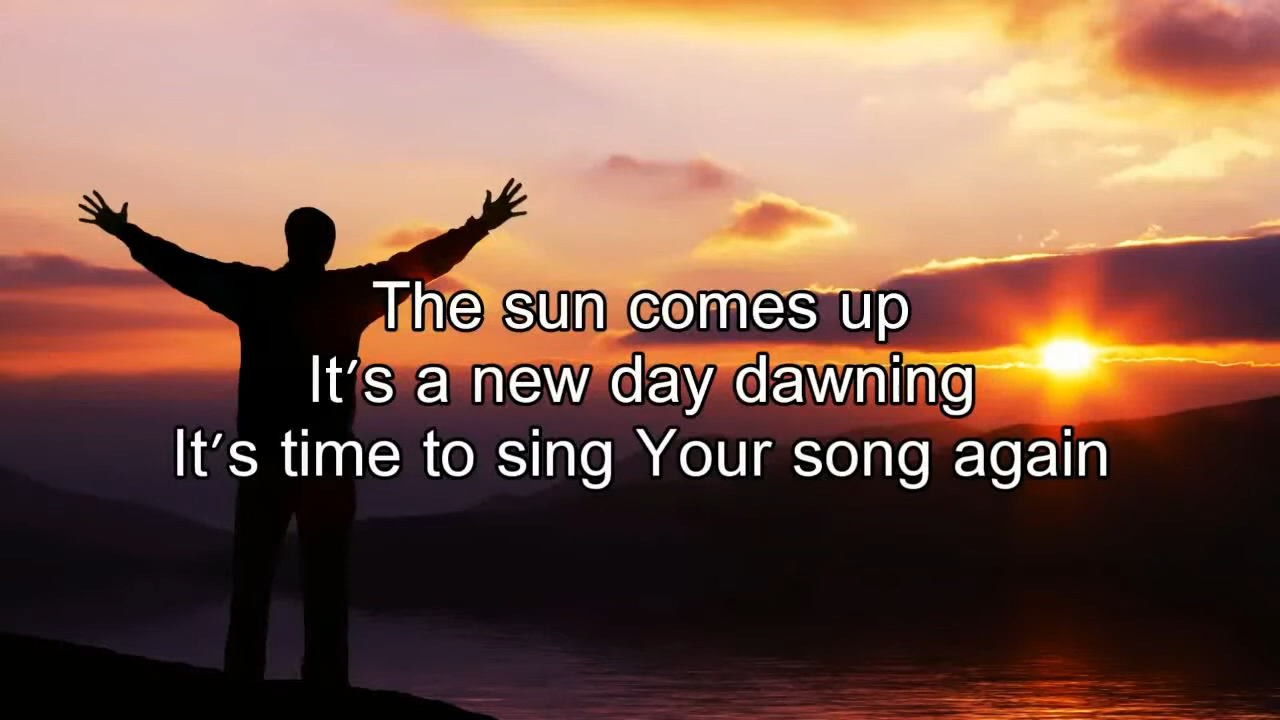 The sun comes up
It's a new day dawning
It's time to sing Your song again